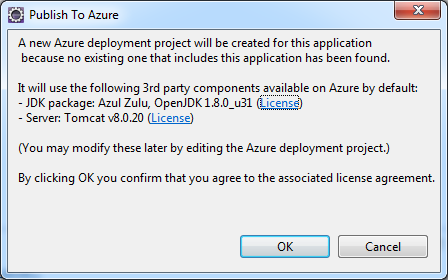 Publish To Azure
A new Azure deployment project will be created for this application
because no existing one that includes this application has been found.
It will use the following 3rd party components available on Azure by default:
- JDK package: Azul Zulu, OpenJDK 1.8.0_u31 (License)
- Server: Tomcat v8.0.20 (License)
(You may modify these later by editing the Azure deployment project.)
By clicking OK you confirm that you agree to the associated license agreement.
OK
Cancel